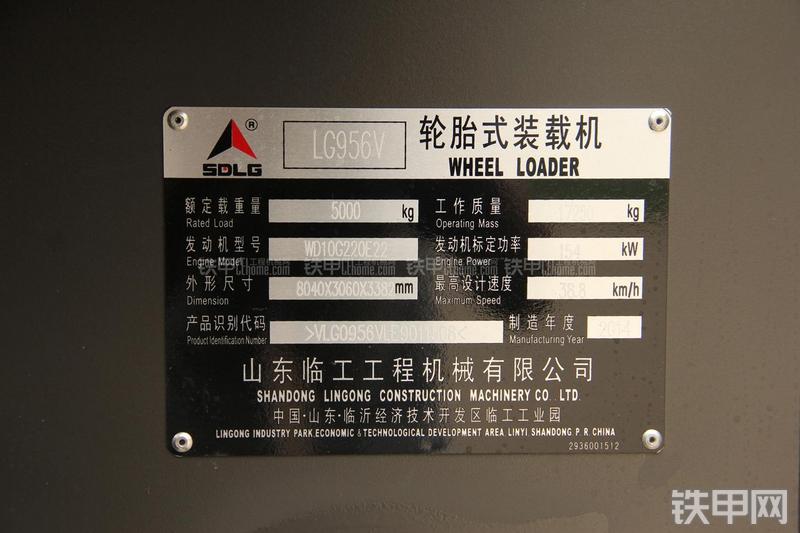 SDLG ® LG956V 轮胎式装载机
WHEEL LOADER
额定载重量 5000 kg 工作质量 kg
Rated Load Operating Mass
发动机型号 WD10G220E22 发动机标定功率 154 kW
Engine Model Engine Power
外形尺寸 8040X3060X3382 mm 最高设计速度 38.8 km/h
Dimension Maximum Speed
产品识别代码 制造年度 2014
Product Identification Number Manufacturing Year
山东临工工程机械有限公司
SHANDONG LINGONG CONSTRUCTION MACHINERY CO. LTD.
中国·山东·临沂经济技术开发区临工工业园
LINGONG INDUSTRY PARK.ECONOMIC & TECHNOLOGICAL DEVELOPMENT AREA LINYI SHANDONG P R CHINA
2936001512
铁甲网